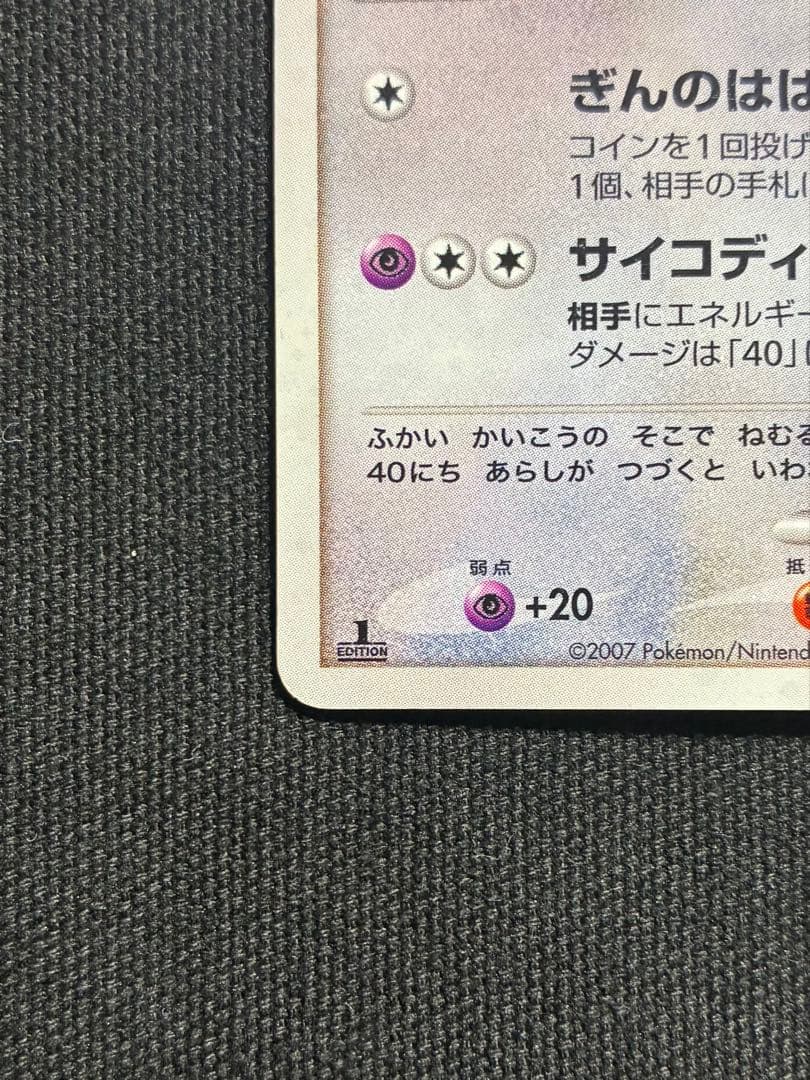 ぎんのはば
コインを1回投げ
1個、相手の手札に
サイコディ
相手にエネルギー
ダメージは「40」
ふかい かいこうの そこで ねむる
40にち あらしが つづくと いわ
弱点
抵
+20
1
EDITION
©2007 Pokémon/Nintend